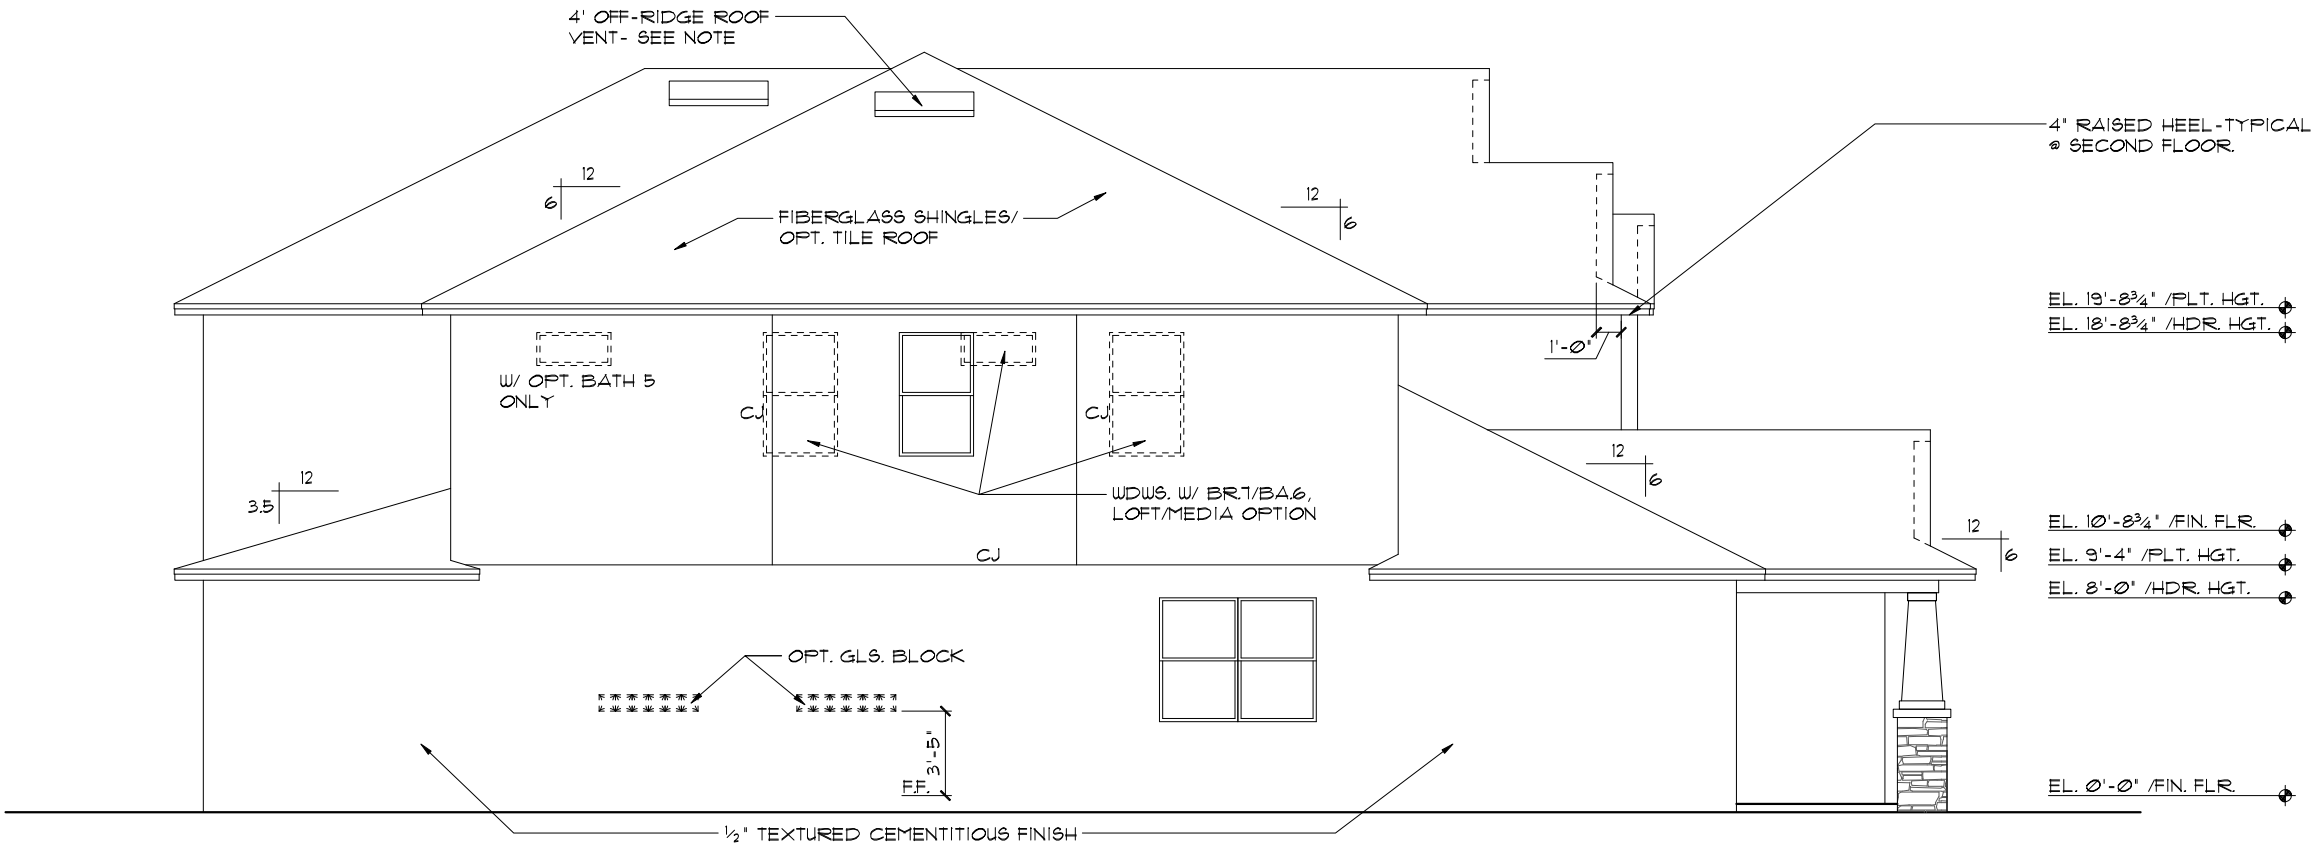 4' OFF-RIDGE ROOF
VENT- SEE NOTE
4" RAISED HEEL-TYPICAL
@ SECOND FLOOR.
12
6
12
6
FIBERGLASS SHINGLES/
OPT. TILE ROOF
EL. 19'-8¾" /PLT. HGT.
EL. 18'-8¾" /HDR. HGT.
1'-0"
W/ OPT. BATH 5
ONLY
CJ
CJ
12
3.5
12
6
WDWS. W/ BR.7/BA.6,
LOFT/MEDIA OPTION
EL. 10'-8¾" /FIN. FLR.
12
6
CJ
EL. 9'-4" /PLT. HGT.
EL. 8'-0" /HDR. HGT.
OPT. GLS. BLOCK
3'-5"
F.F.
EL. 0'-0" /FIN. FLR.
½" TEXTURED CEMENTITIOUS FINISH